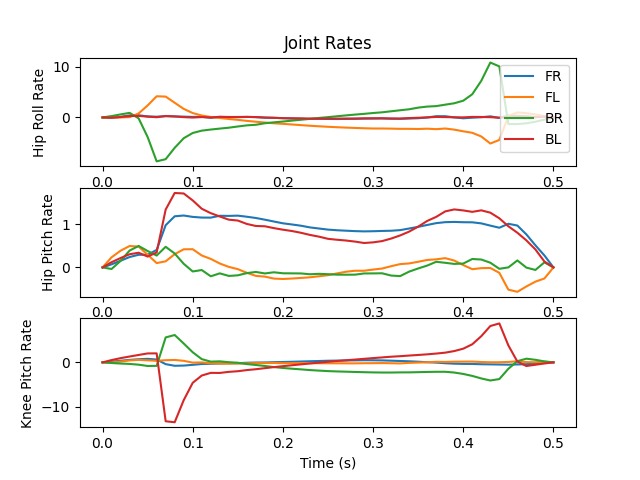 Joint Rates
Hip Roll Rate
10
0
FR
FL
BR
BL
0.0 0.1 0.2 0.3 0.4 0.5
Hip Pitch Rate
1
0
0.0 0.1 0.2 0.3 0.4 0.5
Knee Pitch Rate
0
−10
0.0 0.1 0.2 0.3 0.4 0.5
Time (s)